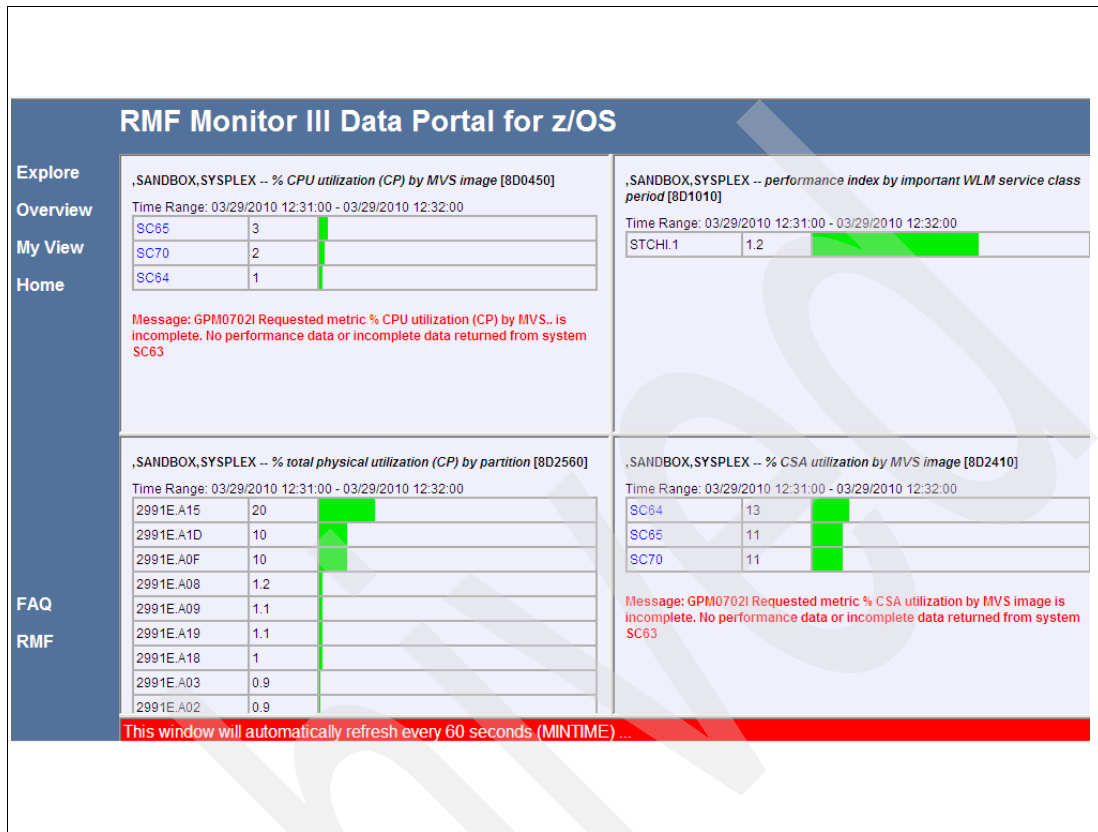 RMF Monitor III Data Portal for z/OS
Explore
Overview
My View
Home
FAQ
RMF
,SANDBOX,SYSPLEX -- % CPU utilization (CP) by MVS image [8D0450]
Time Range: 03/29/2010 12:31:00 - 03/29/2010 12:32:00
SC65 3
SC70 2
SC64 1
Message: GPM0702I Requested metric % CPU utilization (CP) by MVS.. is
incomplete. No performance data or incomplete data returned from system
SC63
,SANDBOX,SYSPLEX -- performance index by important WLM service class
period [8D1010]
Time Range: 03/29/2010 12:31:00 - 03/29/2010 12:32:00
STCHI.1 1.2
,SANDBOX,SYSPLEX -- % total physical utilization (CP) by partition [8D2560]
Time Range: 03/29/2010 12:31:00 - 03/29/2010 12:32:00
2991E.A15 20
2991E.A1D 10
2991E.A0F 10
2991E.A08 1.2
2991E.A09 1.1
2991E.A19 1.1
2991E.A18 1
2991E.A03 0.9
2991E.A02 0.9
,SANDBOX,SYSPLEX -- % CSA utilization by MVS image [8D2410]
Time Range: 03/29/2010 12:31:00 - 03/29/2010 12:32:00
SC64 13
SC65 11
SC70 11
Message: GPM0702I Requested metric % CSA utilization by MVS image is
incomplete. No performance data or incomplete data returned from system
SC63
This window will automatically refresh every 60 seconds (MINTIME) ...